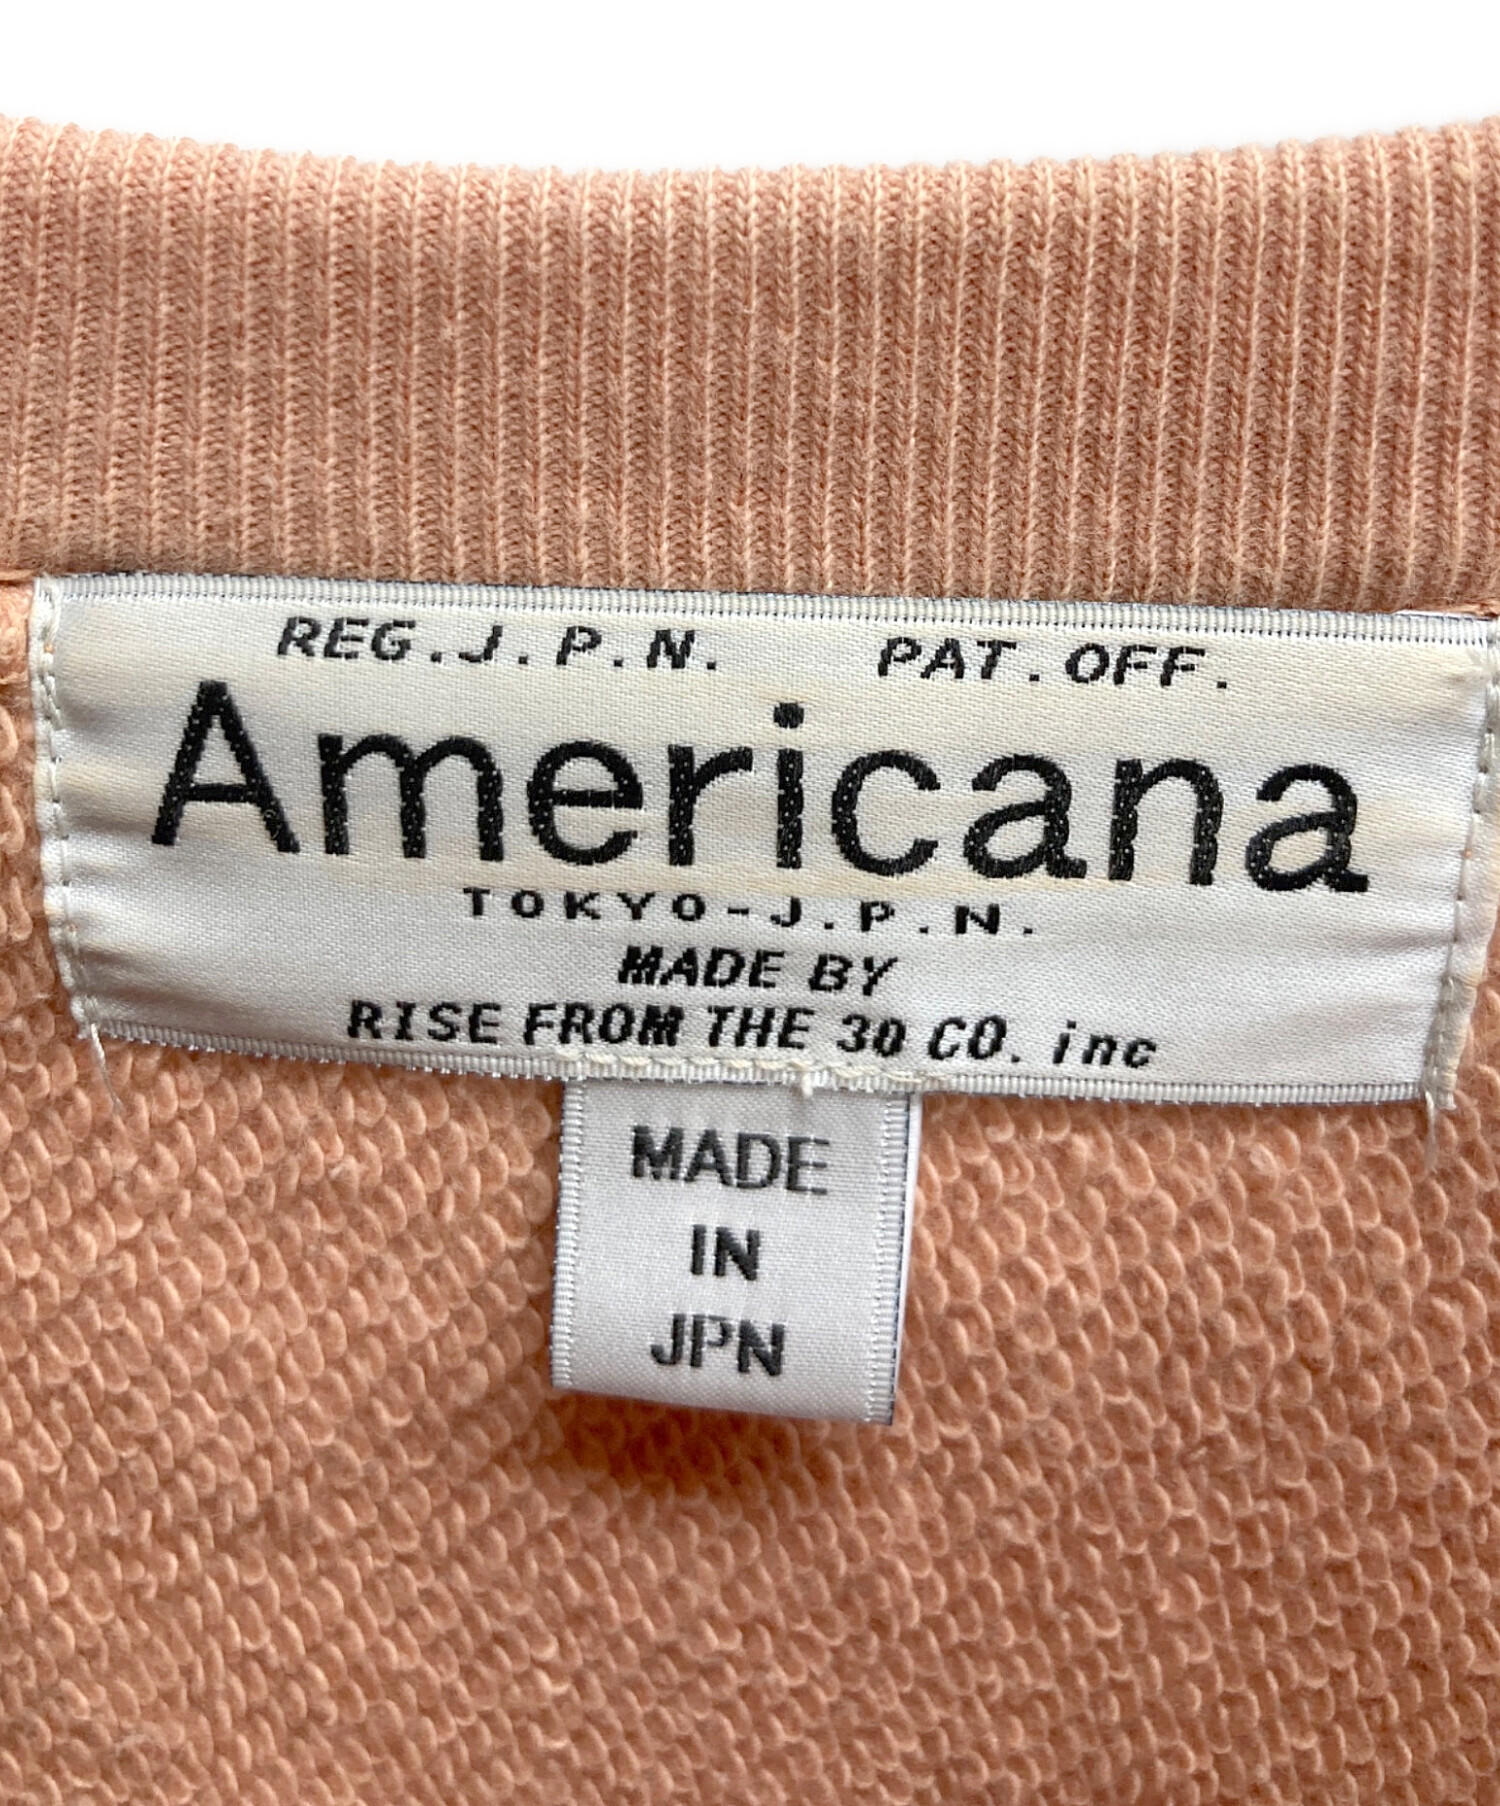 REG.J.P.N. PAT.OFF.
Americana
TOKYO-J.P.N.
MADE BY
RISE FROM THE 30 CO. inc
MADE
IN
JPN